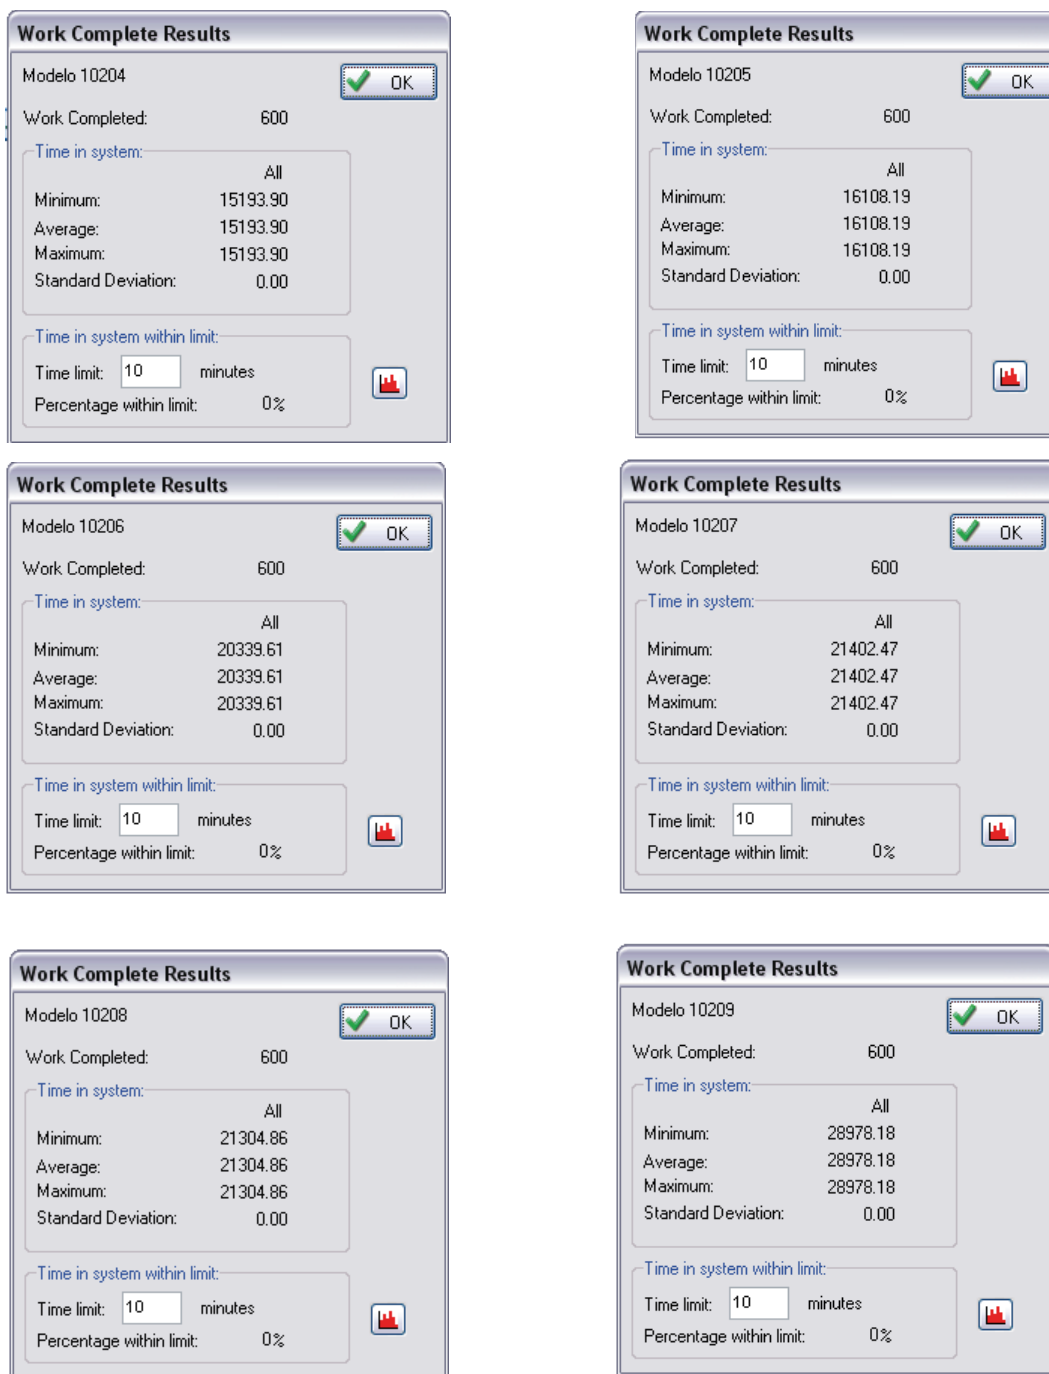 Work Complete Results
Modelo 10204
OK
Work Completed: 600
Time in system:
All
Minimum: 15193.90
Average: 15193.90
Maximum: 15193.90
Standard Deviation: 0.00
Time in system within limit:
Time limit: 10 minutes
Percentage within limit: 0%
Work Complete Results
Modelo 10205
OK
Work Completed: 600
Time in system:
All
Minimum: 16108.19
Average: 16108.19
Maximum: 16108.19
Standard Deviation: 0.00
Time in system within limit:
Time limit: 10 minutes
Percentage within limit: 0%
Work Complete Results
Modelo 10206
OK
Work Completed: 600
Time in system:
All
Minimum: 20339.61
Average: 20339.61
Maximum: 20339.61
Standard Deviation: 0.00
Time in system within limit:
Time limit: 10 minutes
Percentage within limit: 0%
Work Complete Results
Modelo 10207
OK
Work Completed: 600
Time in system:
All
Minimum: 21402.47
Average: 21402.47
Maximum: 21402.47
Standard Deviation: 0.00
Time in system within limit:
Time limit: 10 minutes
Percentage within limit: 0%
Work Complete Results
Modelo 10208
OK
Work Completed: 600
Time in system:
All
Minimum: 21304.86
Average: 21304.86
Maximum: 21304.86
Standard Deviation: 0.00
Time in system within limit:
Time limit: 10 minutes
Percentage within limit: 0%
Work Complete Results
Modelo 10209
OK
Work Completed: 600
Time in system:
All
Minimum: 28978.18
Average: 28978.18
Maximum: 28978.18
Standard Deviation: 0.00
Time in system within limit:
Time limit: 10 minutes
Percentage within limit: 0%